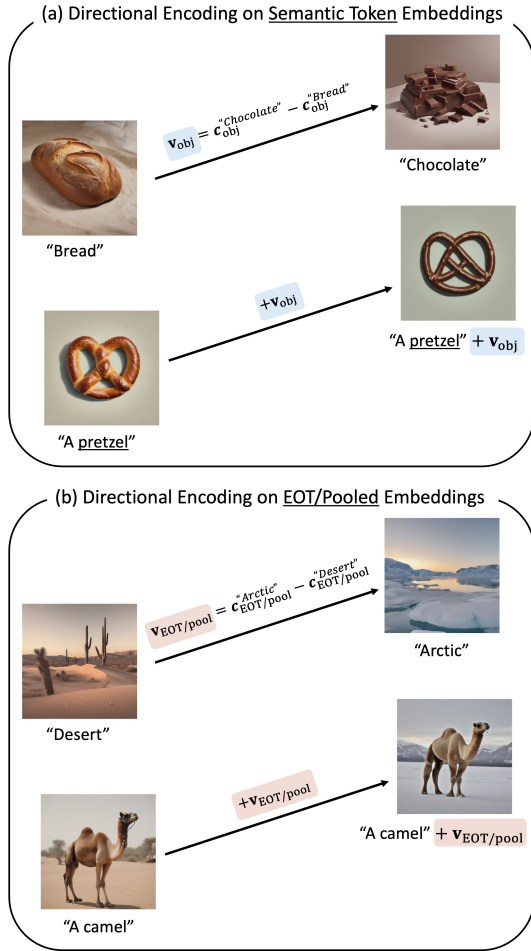 (a) Directional Encoding on Semantic Token Embeddings
v_obj = c_obj^"Chocolate" − c_obj^"Bread"
"Chocolate"
"Bread"
+v_obj
"A pretzel" + v_obj
"A pretzel"
(b) Directional Encoding on EOT/Pooled Embeddings
v_EOT/pool = c_EOT/pool^"Arctic" − c_EOT/pool^"Desert"
"Arctic"
"Desert"
+v_EOT/pool
"A camel" + v_EOT/pool
"A camel"